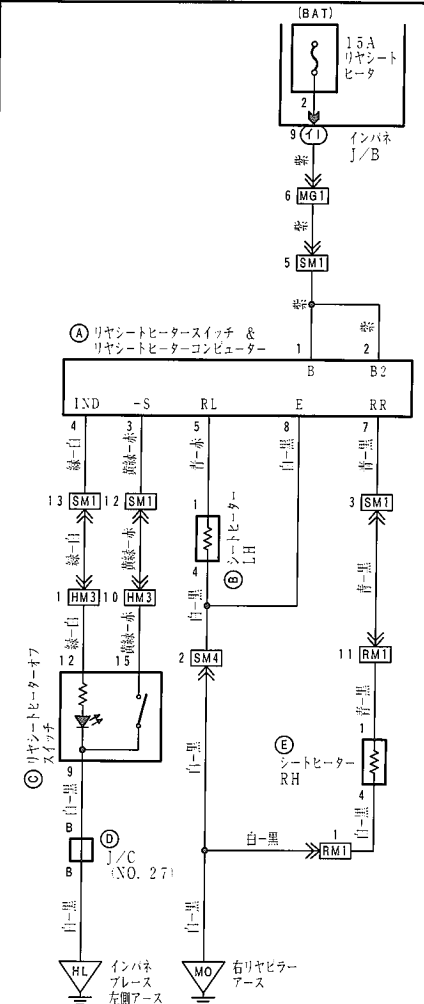 (BAT)
15A
リヤシート
ヒータ
2
9 イI
インパネ
J/B
紫
6 MG1
紫
5 SM1
紫
紫
A リヤシートヒータースイッチ &
リヤシートヒーターコンピューター
1 2
B B2
IND -S RL E RR
4 3 5 8 7
緑-白
黄緑-赤
青-赤
白-黒
青-黒
13 SM1 12 SM1
3 SM1
1
シートヒーター
LH
B
4
緑-白
黄緑-赤
青-黒
1 HM3 10 HM3
白-黒
緑-白
黄緑-赤
2 SM4
11 RM1
12 15
C リヤシートヒーターオフ
スイッチ
青-黒
9
白-黒
E
シートヒーター
RH
1
4
白-黒
白-黒
B
D
J/C
(NO. 27)
B
白-黒
1
RM1
白-黒
白-黒
HL
インパネ
ブレース
左側アース
MO
右リヤピラー
アース